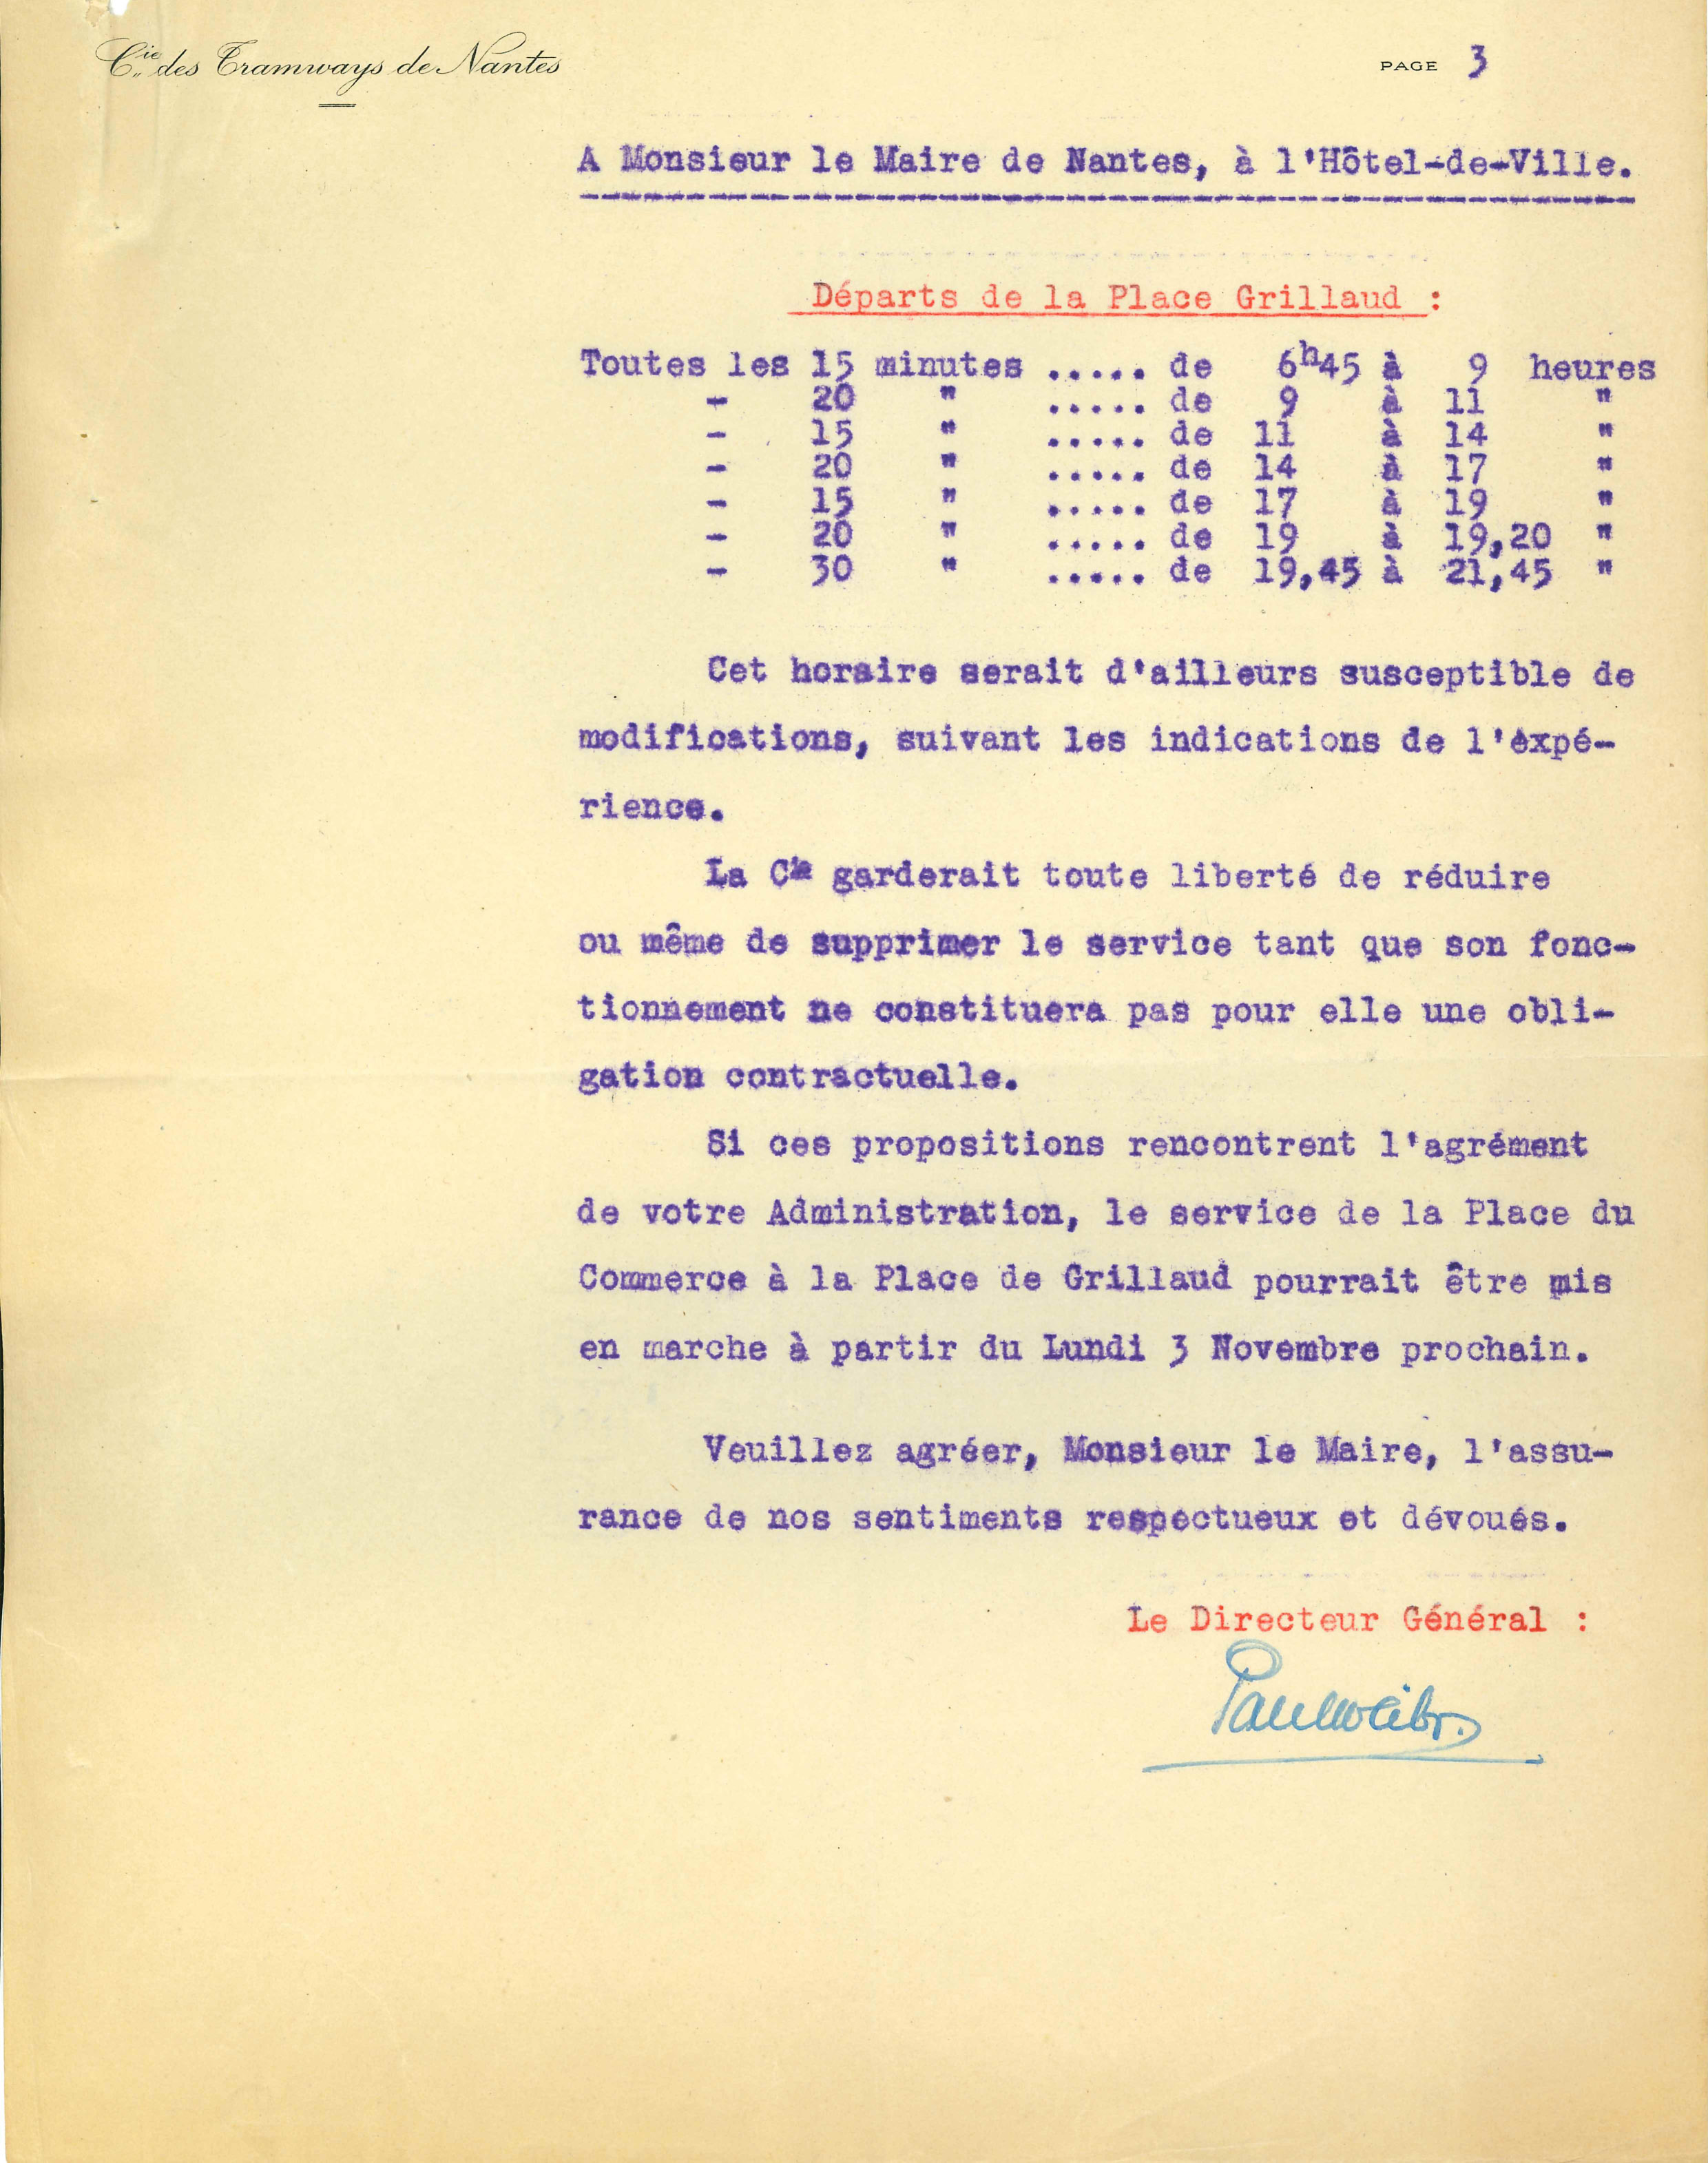 Cie des Tramways de Nantes
PAGE 3
A Monsieur le Maire de Nantes, à l'Hôtel-de-Ville.
Départs de la Place Grillaud :
Toutes les 15 minutes ..... de 6h45 à 9 heures
- 20 " ..... de 9 à 11 "
- 15 " ..... de 11 à 14 "
- 20 " ..... de 14 à 17 "
- 15 " ..... de 17 à 19 "
- 20 " ..... de 19 à 19,20 "
- 30 " ..... de 19,45 à 21,45 "
Cet horaire serait d'ailleurs susceptible de
modifications, suivant les indications de l'expé-
rience.
La Cie garderait toute liberté de réduire
ou même de supprimer le service tant que son fonc-
tionnement ne constituera pas pour elle une obli-
gation contractuelle.
Si ces propositions rencontrent l'agrément
de votre Administration, le service de la Place du
Commerce à la Place de Grillaud pourrait être mis
en marche à partir du Lundi 3 Novembre prochain.
Veuillez agréer, Monsieur le Maire, l'assu-
rance de nos sentiments respectueux et dévoués.
Le Directeur Général :